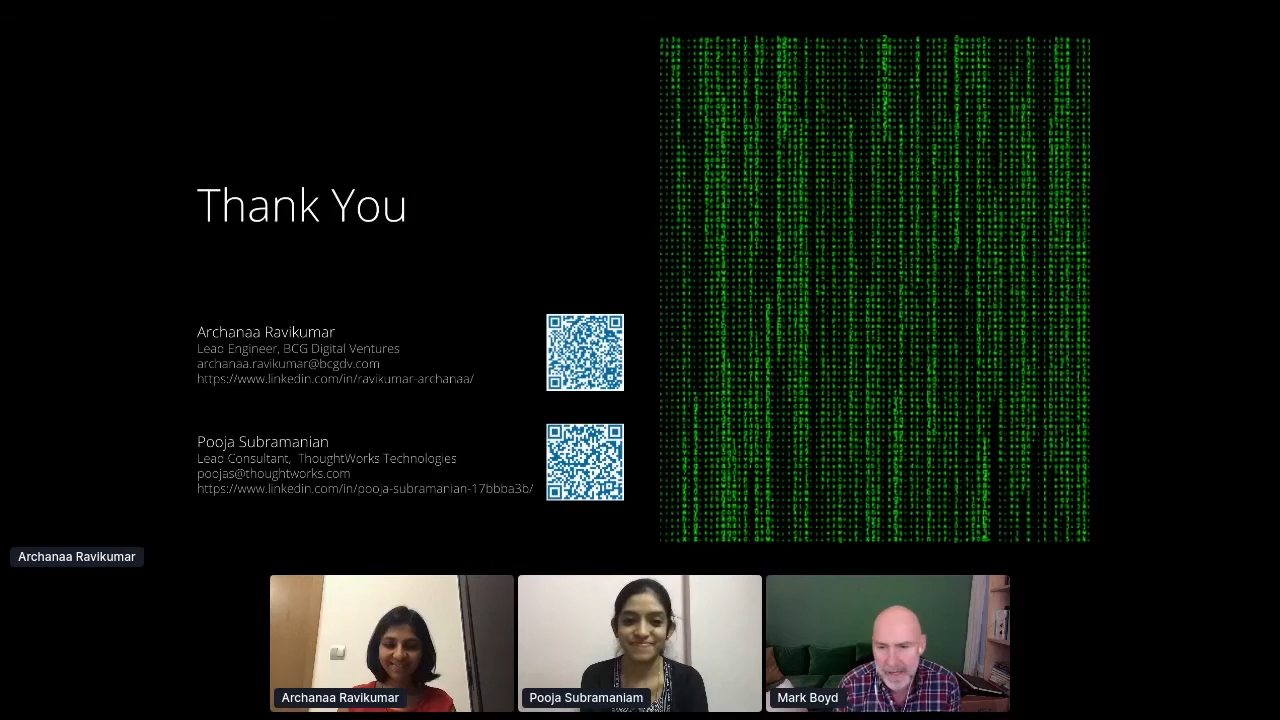 Thank You
Archanaa Ravikumar
Lead Engineer, BCG Digital Ventures
archanaa.ravikumar@bcgdv.com
https://www.linkedin.com/in/ravikumar-archanaa/
Pooja Subramanian
Lead Consultant, ThoughtWorks Technologies
poojas@thoughtworks.com
https://www.linkedin.com/in/pooja-subramanian-17bbba3b/
Archanaa Ravikumar
Archanaa Ravikumar
Pooja Subramaniam
Mark Boyd